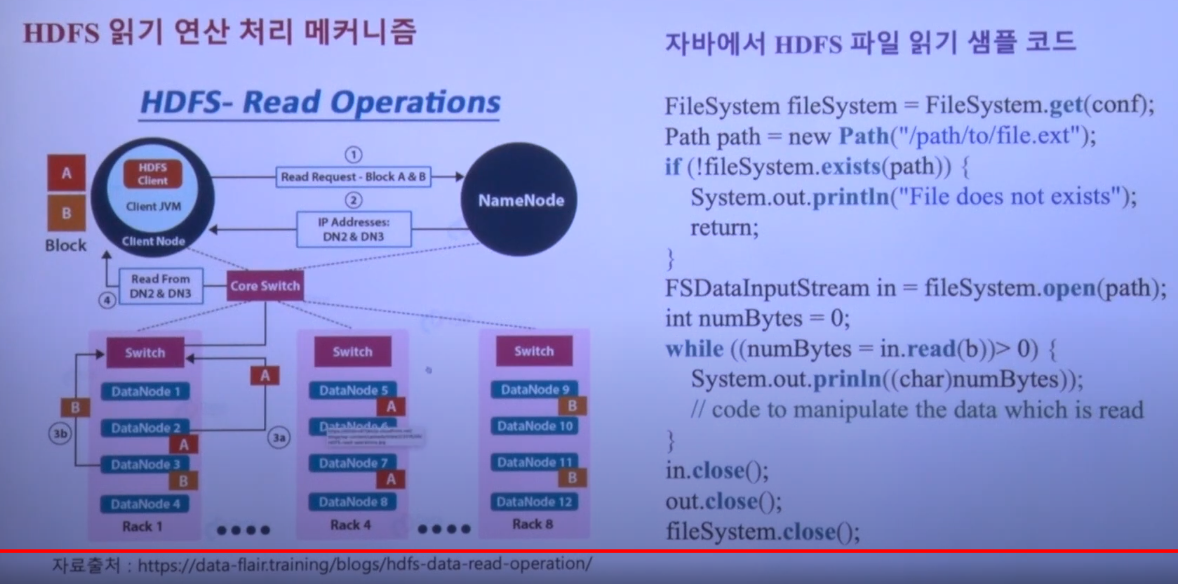 HDFS 읽기 연산 처리 메커니즘
HDFS- Read Operations
A
B
Block
HDFS
Client
Client JVM
Client Node
1
Read Request - Block A & B
2
IP Addresses:
DN2 & DN3
NameNode
4
Read From
DN2 & DN3
Core Switch
Switch
DataNode 1
DataNode 2
A
DataNode 3
B
DataNode 4
Rack 1
B
3b
A
3a
Switch
DataNode 5
A
DataNode 6
DataNode 7
A
DataNode 8
Rack 4
Switch
DataNode 9
B
DataNode 10
DataNode 11
B
DataNode 12
Rack 8
자료출처 : https://data-flair.training/blogs/hdfs-data-read-operation/
자바에서 HDFS 파일 읽기 샘플 코드
FileSystem fileSystem = FileSystem.get(conf);
Path path = new Path("/path/to/file.ext");
if (!fileSystem.exists(path)) {
System.out.println("File does not exists");
return;
}
FSDataInputStream in = fileSystem.open(path);
int numBytes = 0;
while ((numBytes = in.read(b))> 0) {
System.out.prinln((char)numBytes));
// code to manipulate the data which is read
}
in.close();
out.close();
fileSystem.close();